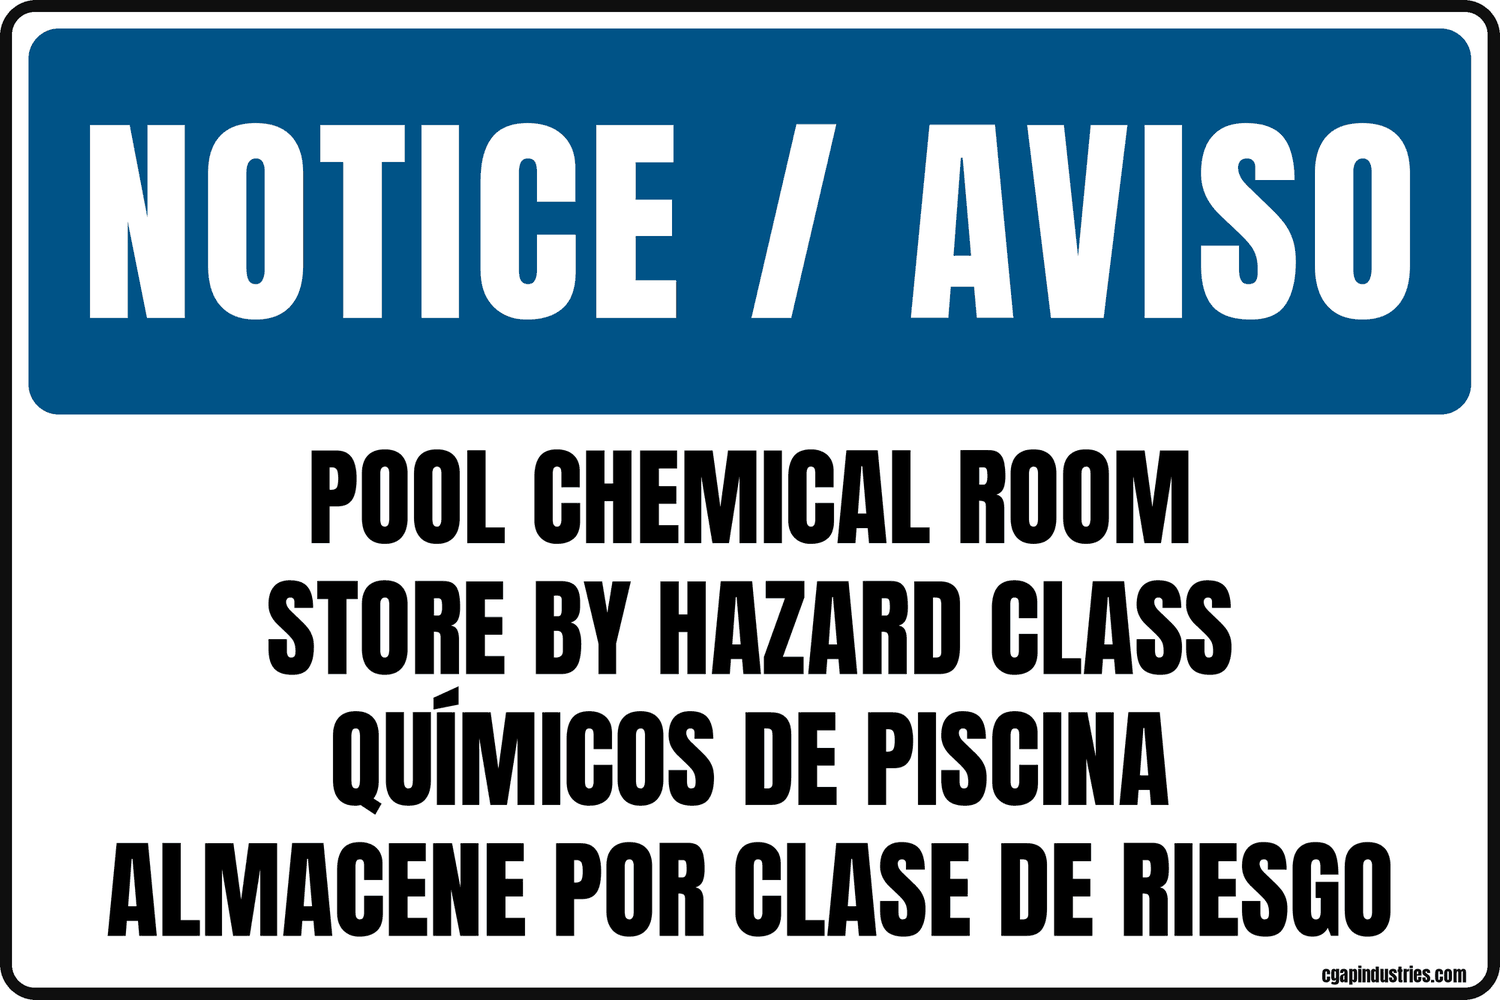 NOTICE / AVISO
POOL CHEMICAL ROOM
STORE BY HAZARD CLASS
QUÍMICOS DE PISCINA
ALMACENE POR CLASE DE RIESGO
cgapindustries.com